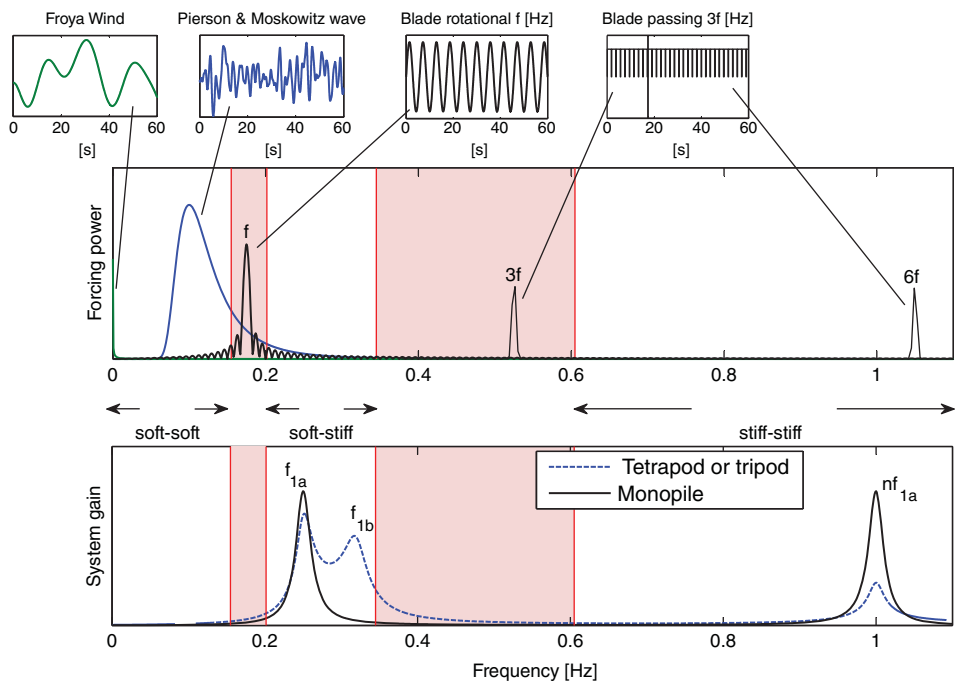 Froya Wind
Pierson & Moskowitz wave
Blade rotational f [Hz]
Blade passing 3f [Hz]
0 20 40 60
0 20 40 60
0 20 40 60
0 20 40 60
[s]
[s]
[s]
[s]
Forcing power
f
3f
6f
0 0.2 0.4 0.6 0.8 1
soft-soft
soft-stiff
stiff-stiff
System gain
f1a
f1b
Tetrapod or tripod
Monopile
nf1a
0 0.2 0.4 0.6 0.8 1
Frequency [Hz]